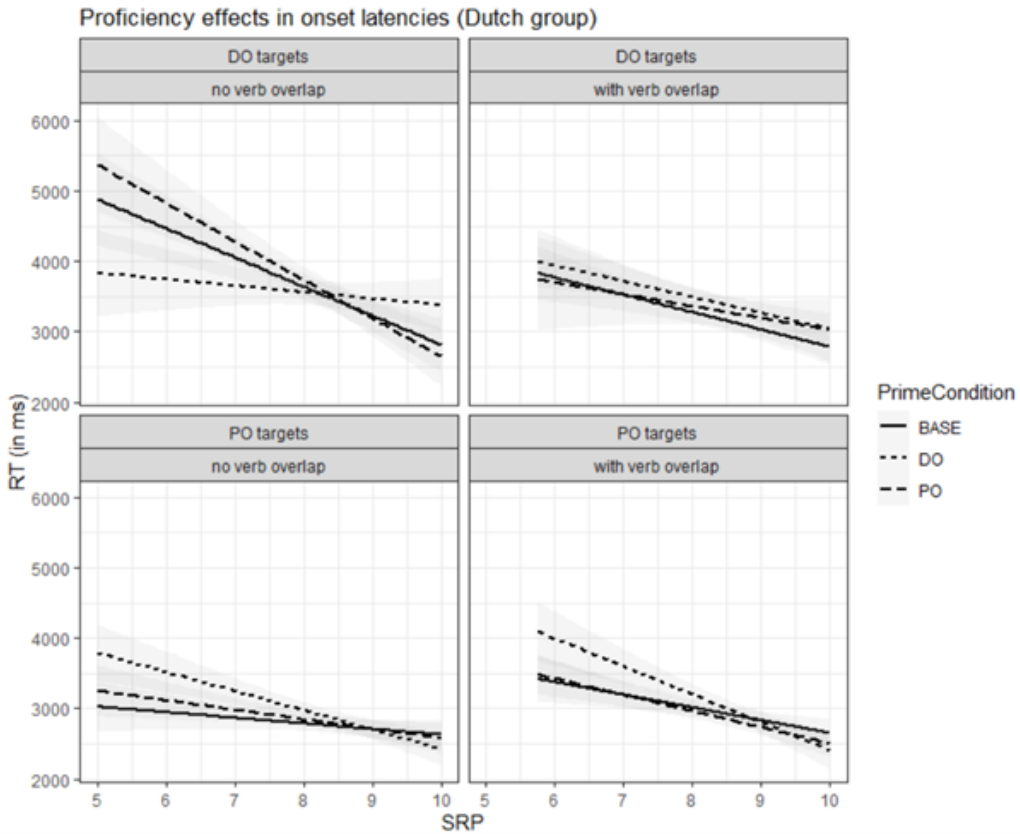 Proficiency effects in onset latencies (Dutch group)
DO targets
no verb overlap
DO targets
with verb overlap
6000
5000
4000
3000
2000
PO targets
no verb overlap
PO targets
with verb overlap
6000
5000
4000
3000
2000
RT (in ms)
5 6 7 8 9 10
5 6 7 8 9 10
SRP
PrimeCondition
BASE
DO
PO